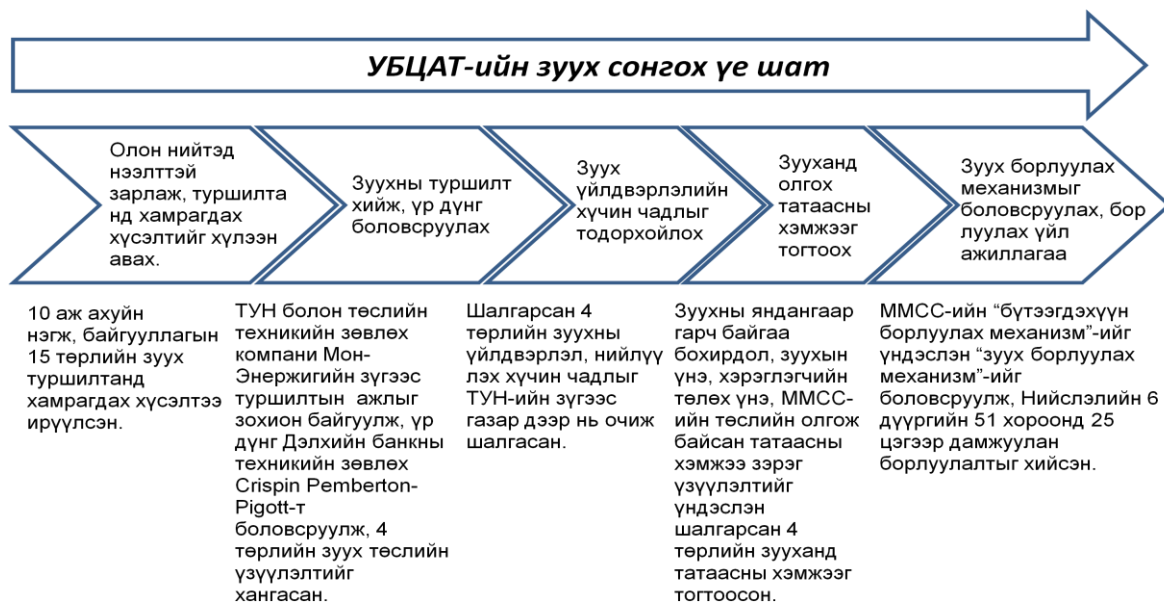 УБЦАТ-ийн зуух сонгох үе шат
Олон нийтэд
нээлттэй
зарлаж, туршилта
нд хамрагдах
хүсэлтийг хүлээн
авах.
Зуухны туршилт
хийж, үр дүнг
боловсруулах
Зуух
үйлдвэрлэлийн
хүчин чадлыг
тодорхойлох
Зууханд
олгох
татаасны
хэмжээг
тогтоох
Зуух борлуулах
механизмыг
боловсруулах, бор
луулах үйл
ажиллагаа
10 аж ахуйн
нэгж, байгууллагын
15 төрлийн зуух
туршилтанд
хамрагдах хүсэлтээ
ирүүлсэн.
ТУН болон төслийн
техникийн зөвлөх
компани Мон-
Энержигийн зүгээс
туршилтын ажлыг
зохион байгуулж, үр
дүнг Дэлхийн банкны
техникийн зөвлөх
Crispin Pemberton-
Pigott-т
боловсруулж, 4
төрлийн зуух төслийн
үзүүлэлтийг
хангасан.
Шалгарсан 4
төрлийн зуухны
үйлдвэрлэл, нийлүү
лэх хүчин чадлыг
ТУН-ийн зүгээс
газар дээр нь очиж
шалгасан.
Зуухны яндангаар
гарч байгаа
бохирдол, зуухын
үнэ, хэрэглэгчийн
төлөх үнэ, ММСС-
ийн төслийн олгож
байсан татаасны
хэмжээ зэрэг
үзүүлэлтийг
үндэслэн
шалгарсан 4
төрлийн зууханд
татаасны хэмжээг
тогтоосон.
ММСС-ийн “бүтээгдэхүүн
борлуулах механизм”-ийг
үндэслэн “зуух борлуулах
механизм”-ийг
боловсруулж, Нийслэлийн 6
дүүргийн 51 хороонд 25
цэгээр дамжуулан
борлуулалтыг хийсэн.